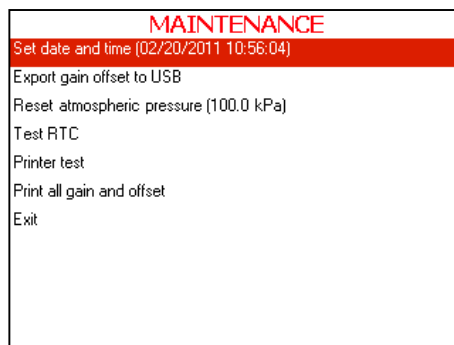 MAINTENANCE
Set date and time (02/20/2011 10:56:04)
Export gain offset to USB
Reset atmospheric pressure (100.0 kPa)
Test RTC
Printer test
Print all gain and offset
Exit